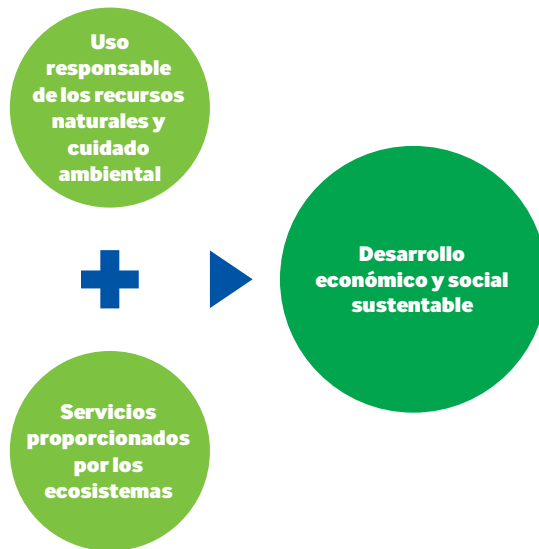 Uso
responsable
de los recursos
naturales y
cuidado
ambiental
Servicios
proporcionados
por los
ecosistemas
Desarrollo
económico y social
sustentable